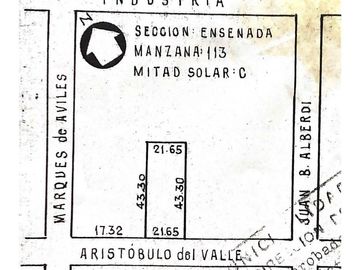 INDUSTRIA
N
SECCION: ENSENADA
MANZANA: 113
MITAD SOLAR: C
MARQUES de AVILES
JUAN B. ALBERDI
21.65
43.30
43.30
17.32
21.65
ARISTÓBULO del VALLE